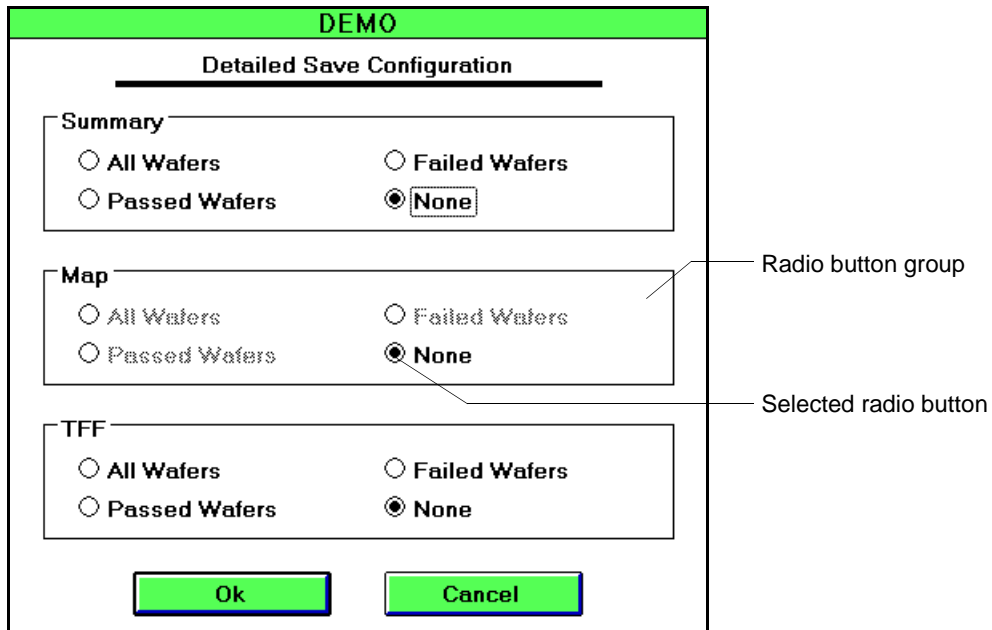 DEMO
Detailed Save Configuration
Summary
All Wafers
Failed Wafers
Passed Wafers
None
Map
Radio button group
All Wafers
Failed Wafers
Passed Wafers
None
Selected radio button
TFF
All Wafers
Failed Wafers
Passed Wafers
None
Ok
Cancel